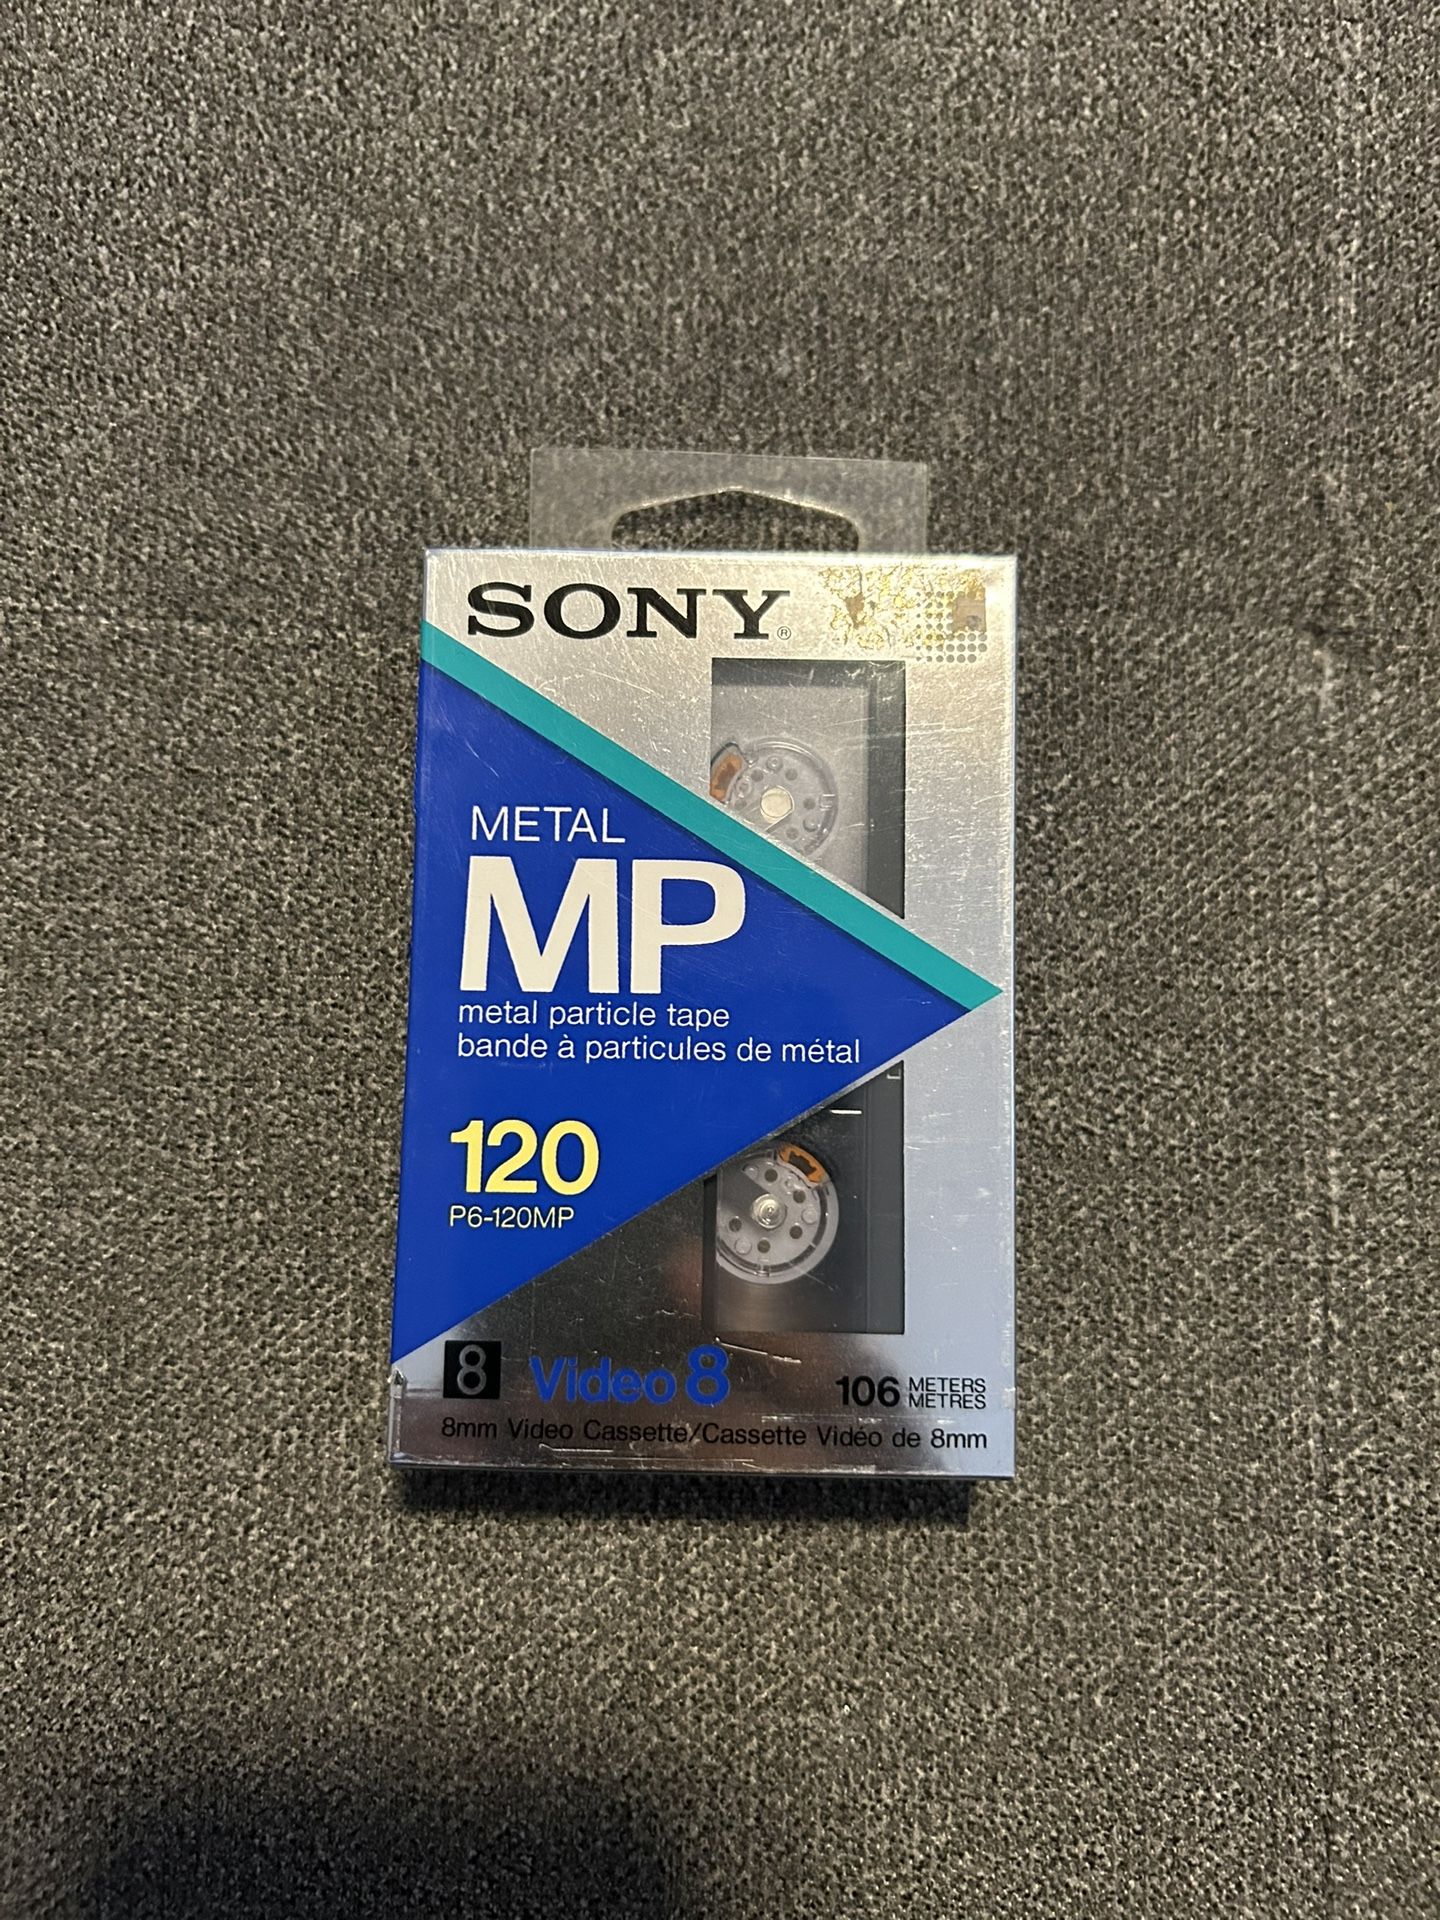 SONY®
METAL
MP
metal particle tape
bande à particules de métal
120
P6-120MP
8 Video 8
106 METERS
METRES
8mm Video Cassette/Cassette Vidéo de 8mm